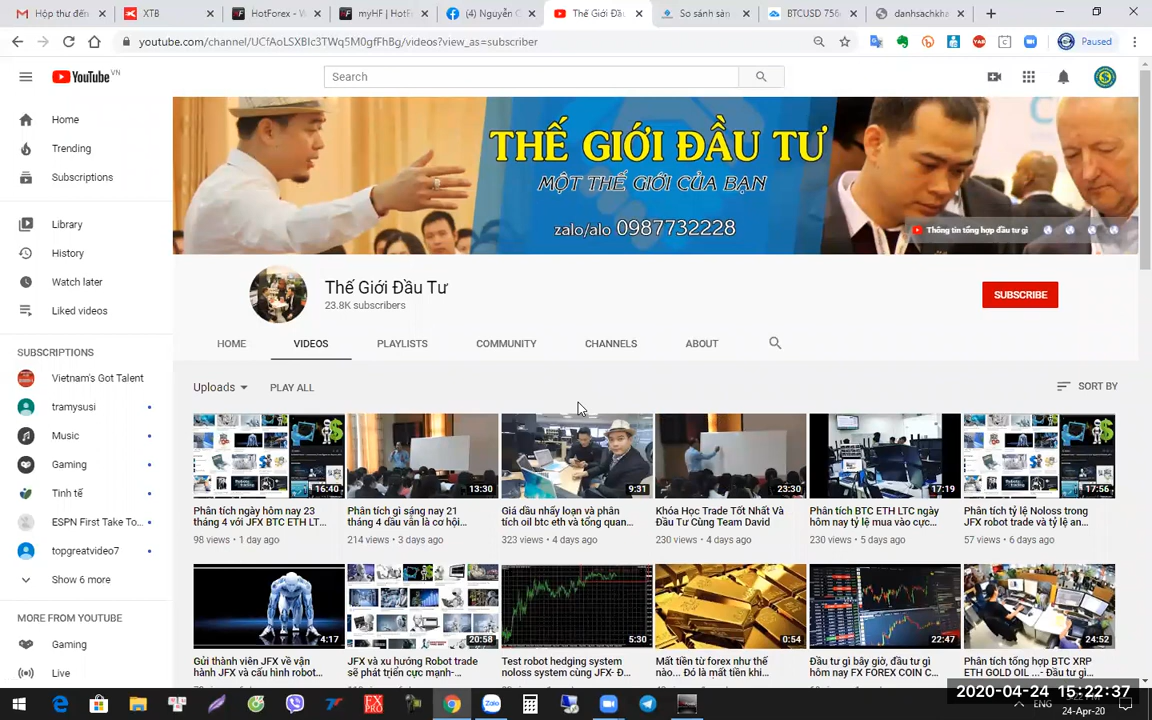 Hộp thư đến
XTB
HotForex - W
myHF | HotF
(4) Nguyễn C
Thế Giới Đầu
So sánh sàn
BTCUSD 756
danhsachkha
youtube.com/channel/UCfAoLSXBIc3TWq5M0gfFhBg/videos?view_as=subscriber
Paused
YouTube VN
Search
Home
Trending
Subscriptions
Library
History
Watch later
Liked videos
SUBSCRIPTIONS
Vietnam's Got Talent
tramysusi
Music
Gaming
Tinh tế
ESPN First Take To...
topgreatvideo7
Show 6 more
MORE FROM YOUTUBE
Gaming
Live
THẾ GIỚI ĐẦU TƯ
MỘT THẾ GIỚI CỦA BẠN
zalo/alo 0987732228
Thông tin tổng hợp đầu tư gì
Thế Giới Đầu Tư
23.8K subscribers
SUBSCRIBE
HOME
VIDEOS
PLAYLISTS
COMMUNITY
CHANNELS
ABOUT
Uploads
PLAY ALL
SORT BY
16:40
13:30
9:31
23:30
17:19
17:56
Phân tích ngày hôm nay 23
tháng 4 với JFX BTC ETH LT...
98 views • 1 day ago
Phân tích gì sáng nay 21
tháng 4 dầu vẫn là cơ hội...
214 views • 3 days ago
Giá dầu nhẩy loạn và phân
tích oil btc eth và tổng quan...
323 views • 4 days ago
Khóa Học Trade Tốt Nhất Và
Đầu Tư Cùng Team David
230 views • 4 days ago
Phân tích BTC ETH LTC ngày
hôm nay tỷ lệ mua vào cực...
230 views • 5 days ago
Phân tích tỷ lệ Noloss trong
JFX robot trade và tỷ lệ an...
57 views • 6 days ago
4:17
20:58
5:30
0:54
22:47
24:52
Gửi thành viên JFX về vận
hành JFX và cấu hình robot...
JFX và xu hướng Robot trade
sẽ phát triển cực mạnh-...
Test robot hedging system
noloss system cùng JFX- Đ...
Mất tiền từ forex như thế
nào... Đó là mất tiền khi...
Đầu tư gì bây giờ, đầu tư gì
hôm nay FX FOREX COIN C...
Phân tích tổng hợp BTC XRP
ETH GOLD OIL ...- Đầu tư gì...
FX
PRO
Zalo
ENG
2020-04-24 15:22:37
24-Apr-20